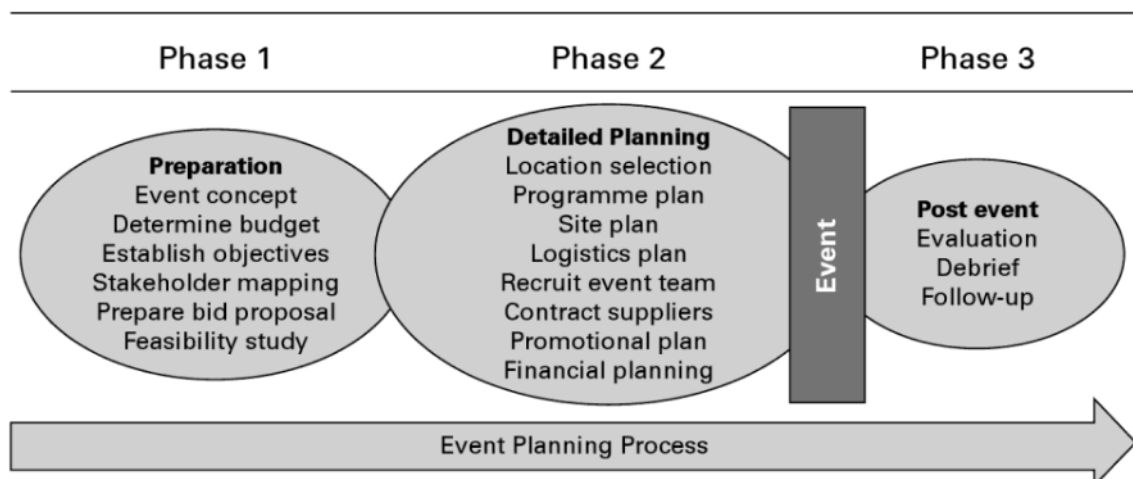 Phase 1
Phase 2
Phase 3
Preparation
Event concept
Determine budget
Establish objectives
Stakeholder mapping
Prepare bid proposal
Feasibility study
Detailed Planning
Location selection
Programme plan
Site plan
Logistics plan
Recruit event team
Contract suppliers
Promotional plan
Financial planning
Event
Post event
Evaluation
Debrief
Follow-up
Event Planning Process